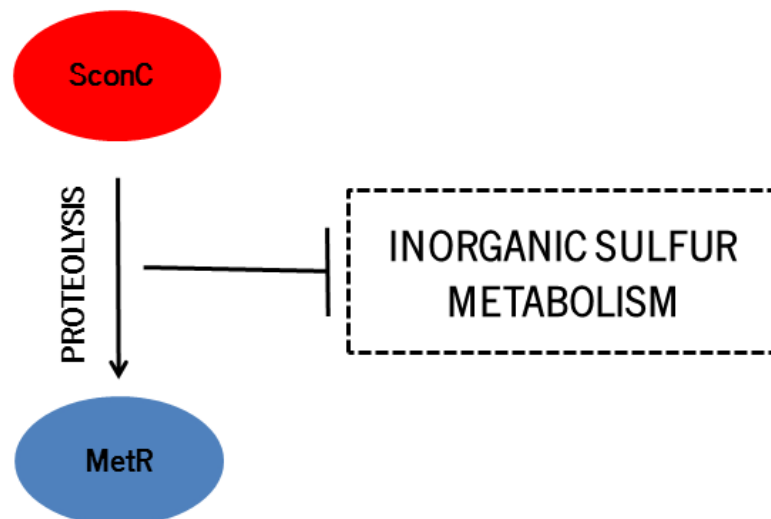 SconC
PROTEOLYSIS
INORGANIC SULFUR
METABOLISM
MetR